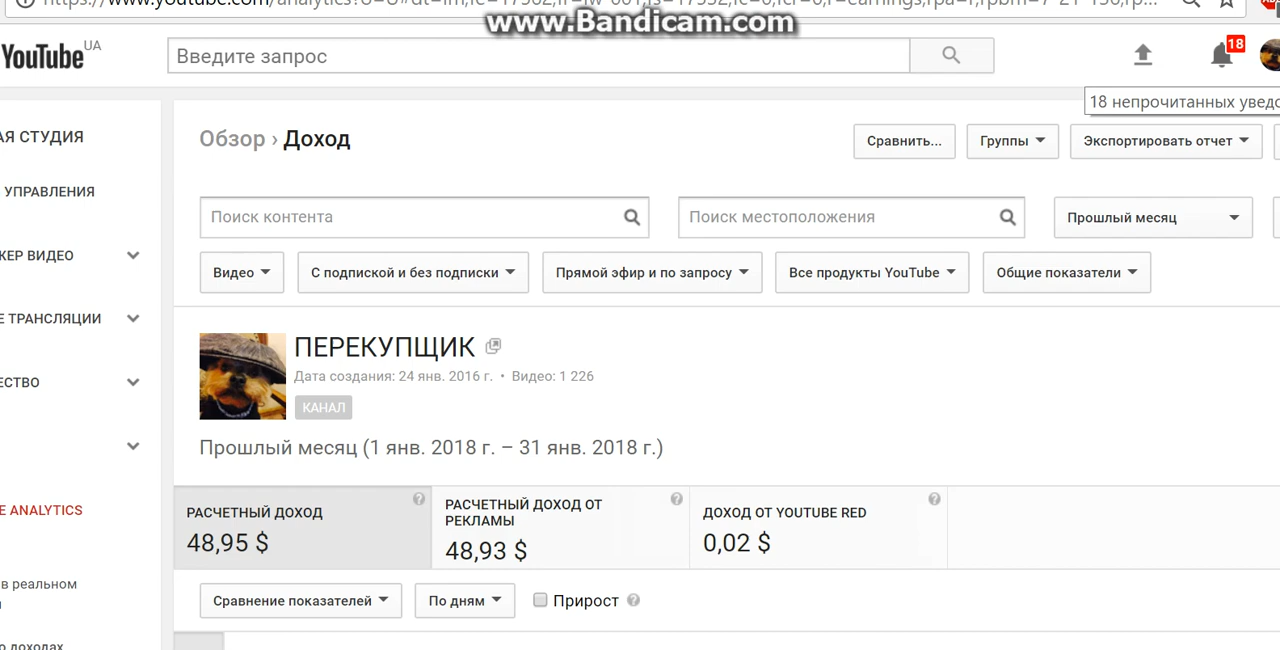 www.Bandicam.com
YouTube UA
Введите запрос
18
18 непрочитанных
АЯ СТУДИЯ
Обзор › Доход
Сравнить...
Группы
Экспортировать отчет
УПРАВЛЕНИЯ
Поиск контента
Поиск местоположения
Прошлый месяц
КЕР ВИДЕО
Видео
С подпиской и без подписки
Прямой эфир и по запросу
Все продукты YouTube
Общие показатели
Е ТРАНСЛЯЦИИ
ПЕРЕКУПЩИК
Дата создания: 24 янв. 2016 г. • Видео: 1 226
ЕСТВО
КАНАЛ
Прошлый месяц (1 янв. 2018 г. – 31 янв. 2018 г.)
E ANALYTICS
РАСЧЕТНЫЙ ДОХОД
48,95 $
РАСЧЕТНЫЙ ДОХОД ОТ
РЕКЛАМЫ
48,93 $
ДОХОД ОТ YOUTUBE RED
0,02 $
в реальном
Сравнение показателей
По дням
Прирост
о доходах